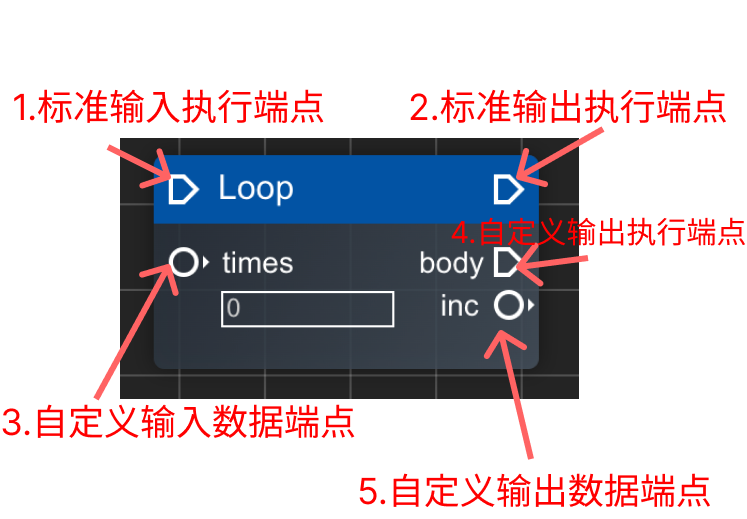 1.标准输入执行端点
2.标准输出执行端点
Loop
4.自定义输出执行端点
times
body
0
inc
3.自定义输入数据端点
5.自定义输出数据端点